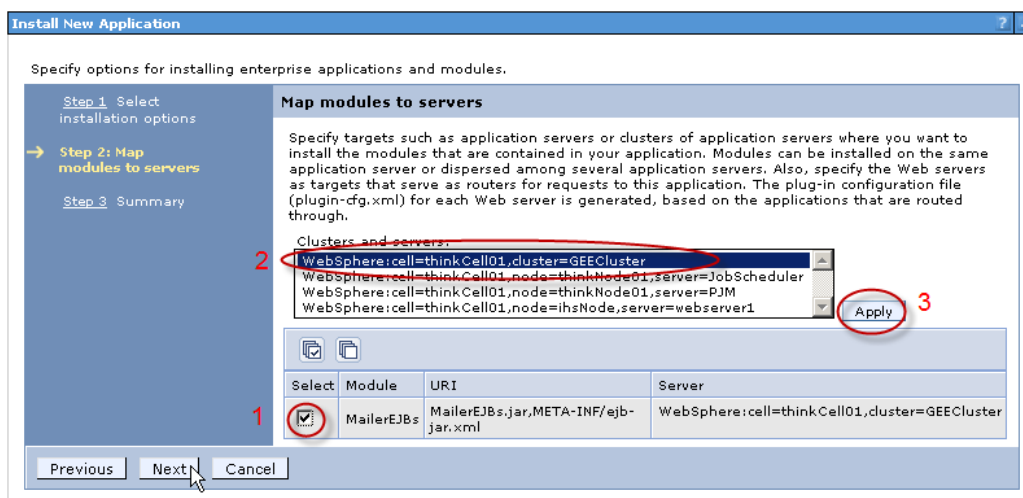 Install New Application
?
Specify options for installing enterprise applications and modules.
Step 1 Select
installation options
Step 2: Map
modules to servers
Step 3 Summary
Map modules to servers
Specify targets such as application servers or clusters of application servers where you want to
install the modules that are contained in your application. Modules can be installed on the same
application server or dispersed among several application servers. Also, specify the Web servers
as targets that serve as routers for requests to this application. The plug-in configuration file
(plugin-cfg.xml) for each Web server is generated, based on the applications that are routed
through.
Clusters and servers:
2
WebSphere:cell=thinkCell01,cluster=GEECluster
WebSphere:cell=thinkCell01,node=thinkNode01,server=JobScheduler
WebSphere:cell=thinkCell01,node=thinkNode01,server=PJM
WebSphere:cell=thinkCell01,node=ihsNode,server=webserver1
Apply
3
Select Module URI Server
1
MailerEJBs MailerEJBs.jar,META-INF/ejb- WebSphere:cell=thinkCell01,cluster=GEECluster
jar.xml
Previous Next Cancel